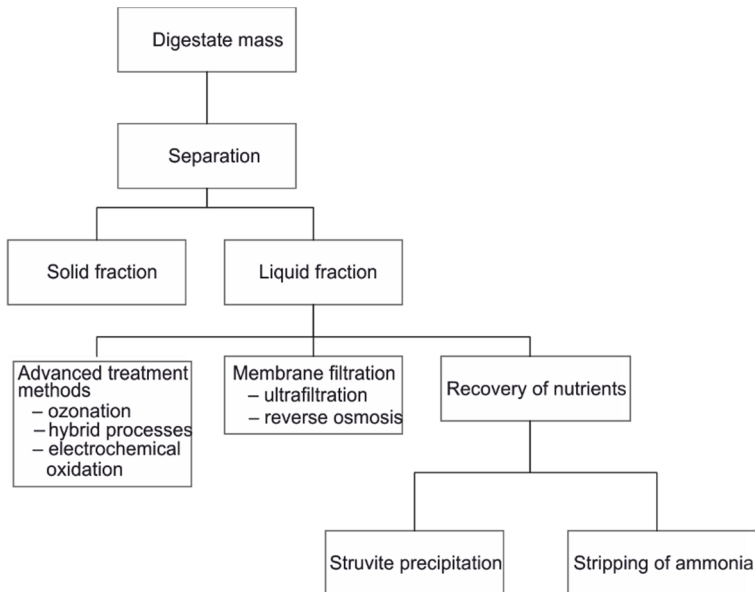 Digestate mass
Separation
Solid fraction
Liquid fraction
Advanced treatment
methods
– ozonation
– hybrid processes
– electrochemical
oxidation
Membrane filtration
– ultrafiltration
– reverse osmosis
Recovery of nutrients
Struvite precipitation
Stripping of ammonia